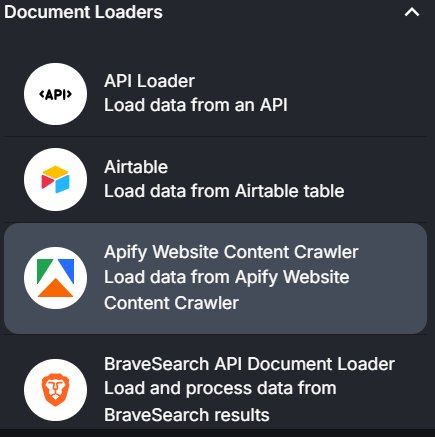 Document Loaders
<API>
API Loader
Load data from an API
Airtable
Load data from Airtable table
Apify Website Content Crawler
Load data from Apify Website
Content Crawler
BraveSearch API Document Loader
Load and process data from
BraveSearch results